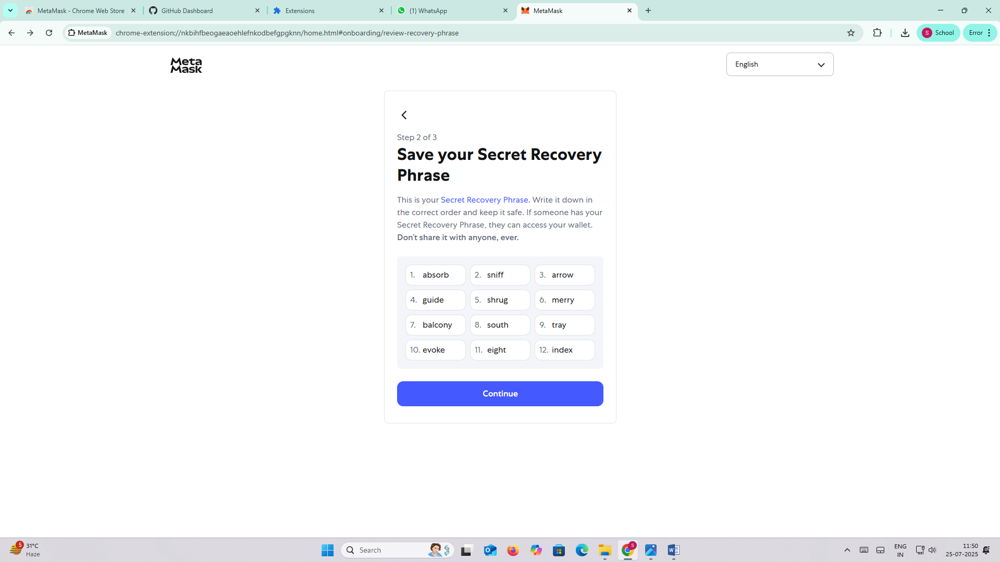 MetaMask - Chrome Web Store
GitHub Dashboard
Extensions
(1) WhatsApp
MetaMask
MetaMask
chrome-extension://nkbihfbeogaeaoehlefnkodbefgpgknn/home.html#onboarding/review-recovery-phrase
S
School
Error
Meta
Mask
English
Step 2 of 3
Save your Secret Recovery
Phrase
This is your Secret Recovery Phrase. Write it down in
the correct order and keep it safe. If someone has your
Secret Recovery Phrase, they can access your wallet.
Don't share it with anyone, ever.
1. absorb
2. sniff
3. arrow
4. guide
5. shrug
6. merry
7. balcony
8. south
9. tray
10. evoke
11. eight
12. index
Continue
5
31°C
Haze
Search
S
ENG
IN
11:50
25-07-2025